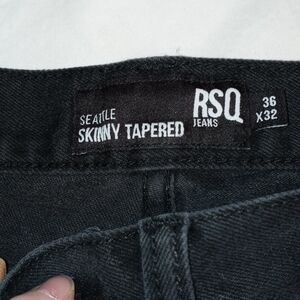 SEATTLE
SKINNY TAPERED
RSQ
JEANS
36
X32